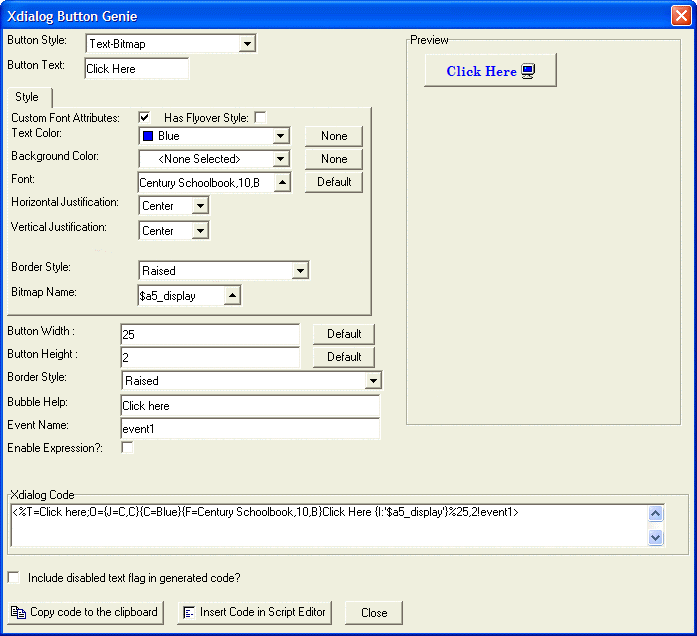 Xdialog Button Genie
Button Style: Text-Bitmap
Button Text: Click Here
Preview
Click Here
Style
Custom Font Attributes: Has Flyover Style:
Text Color: Blue None
Background Color: <None Selected> None
Font: Century Schoolbook,10,B Default
Horizontal Justification: Center
Vertical Justification: Center
Border Style: Raised
Bitmap Name: $a5_display
Button Width : 25 Default
Button Height : 2 Default
Border Style: Raised
Bubble Help: Click here
Event Name: event1
Enable Expression?:
Xdialog Code
<%T=Click here;O={J=C,C}{C=Blue}{F=Century Schoolbook,10,B}Click Here {I:'$a5_display'}%25,2!event1>
Include disabled text flag in generated code?
Copy code to the clipboard Insert Code in Script Editor Close